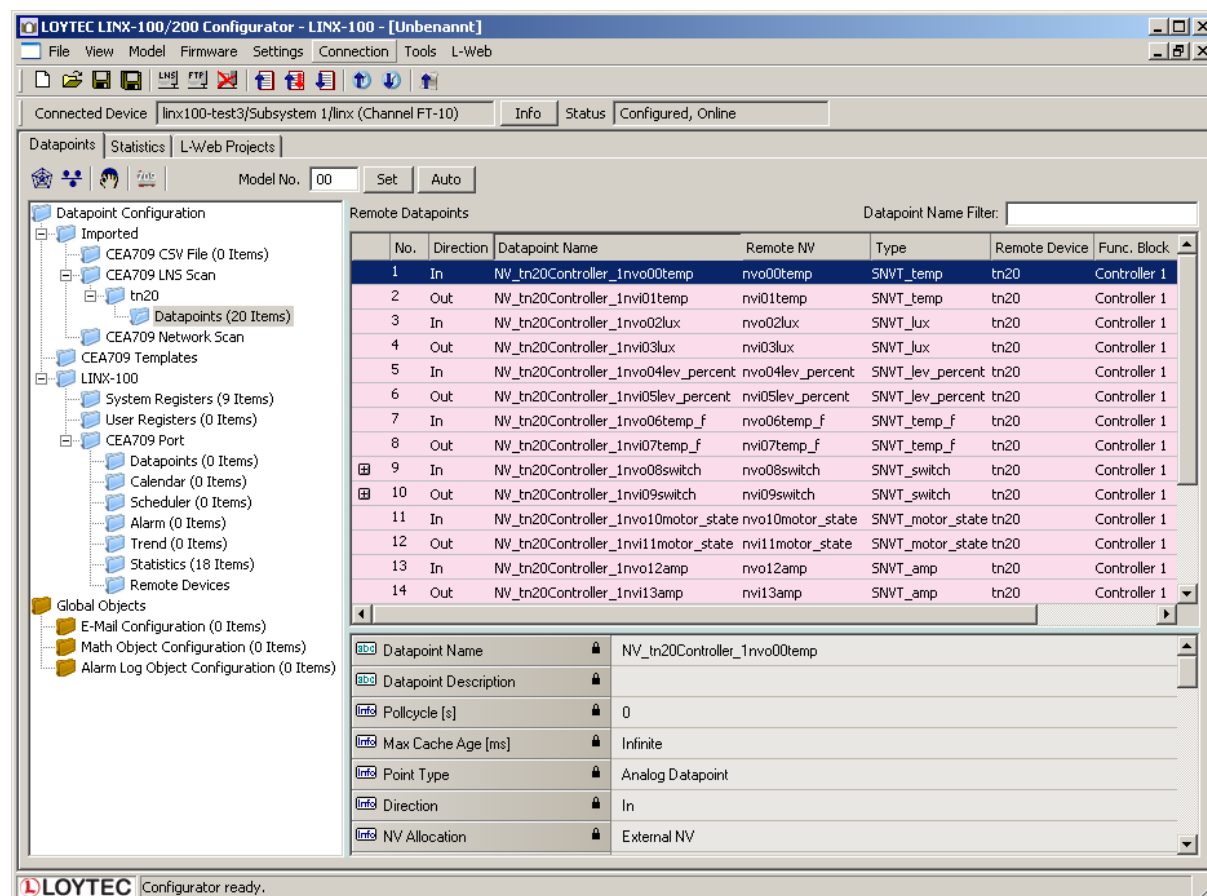 LOYTEC LINX-100/200 Configurator - LINX-100 - [Unbenannt]
File View Model Firmware Settings Connection Tools L-Web
LNS FTP
Connected Device linx100-test3/Subsystem 1/linx (Channel FT-10) Info Status Configured, Online
Datapoints Statistics L-Web Projects
Model No. 00 Set Auto
Datapoint Configuration
Imported
CEA709 CSV File (0 Items)
CEA709 LNS Scan
tn20
Datapoints (20 Items)
CEA709 Network Scan
CEA709 Templates
LINX-100
System Registers (9 Items)
User Registers (0 Items)
CEA709 Port
Datapoints (0 Items)
Calendar (0 Items)
Scheduler (0 Items)
Alarm (0 Items)
Trend (0 Items)
Statistics (18 Items)
Remote Devices
Global Objects
E-Mail Configuration (0 Items)
Math Object Configuration (0 Items)
Alarm Log Object Configuration (0 Items)
Remote Datapoints Datapoint Name Filter:
No. Direction Datapoint Name Remote NV Type Remote Device Func. Block
1 In NV_tn20Controller_1nvo00temp nvo00temp SNVT_temp tn20 Controller 1
2 Out NV_tn20Controller_1nvi01temp nvi01temp SNVT_temp tn20 Controller 1
3 In NV_tn20Controller_1nvo02lux nvo02lux SNVT_lux tn20 Controller 1
4 Out NV_tn20Controller_1nvi03lux nvi03lux SNVT_lux tn20 Controller 1
5 In NV_tn20Controller_1nvo04lev_percent nvo04lev_percent SNVT_lev_percent tn20 Controller 1
6 Out NV_tn20Controller_1nvi05lev_percent nvi05lev_percent SNVT_lev_percent tn20 Controller 1
7 In NV_tn20Controller_1nvo06temp_f nvo06temp_f SNVT_temp_f tn20 Controller 1
8 Out NV_tn20Controller_1nvi07temp_f nvi07temp_f SNVT_temp_f tn20 Controller 1
9 In NV_tn20Controller_1nvo08switch nvo08switch SNVT_switch tn20 Controller 1
10 Out NV_tn20Controller_1nvi09switch nvi09switch SNVT_switch tn20 Controller 1
11 In NV_tn20Controller_1nvo10motor_state nvo10motor_state SNVT_motor_state tn20 Controller 1
12 Out NV_tn20Controller_1nvi11motor_state nvi11motor_state SNVT_motor_state tn20 Controller 1
13 In NV_tn20Controller_1nvo12amp nvo12amp SNVT_amp tn20 Controller 1
14 Out NV_tn20Controller_1nvi13amp nvi13amp SNVT_amp tn20 Controller 1
abc Datapoint Name NV_tn20Controller_1nvo00temp
abc Datapoint Description
Info Pollcycle [s] 0
Info Max Cache Age [ms] Infinite
Info Point Type Analog Datapoint
Info Direction In
Info NV Allocation External NV
LOYTEC Configurator ready.